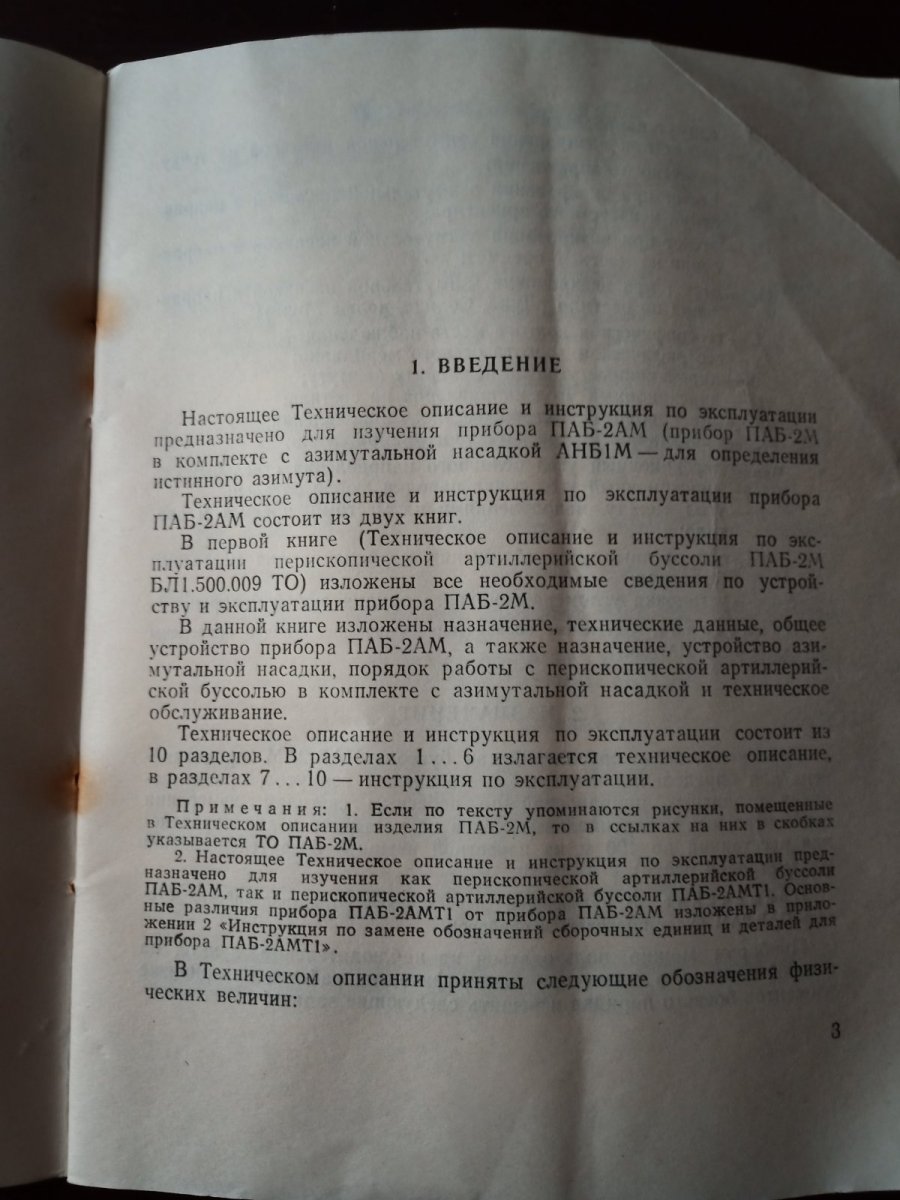 1. ВВЕДЕНИЕ
Настоящее Техническое описание и инструкция по эксплуатации
предназначено для изучения прибора ПАБ-2АМ (прибор ПАБ-2М
в комплекте с азимутальной насадкой АНБ1М — для определения
истинного азимута).
Техническое описание и инструкция по эксплуатации прибора
ПАБ-2АМ состоит из двух книг.
В первой книге (Техническое описание и инструкция по экс-
плуатации перископической артиллерийской буссоли ПАБ-2М
БЛ1.500.009 ТО) изложены все необходимые сведения по устрой-
ству и эксплуатации прибора ПАБ-2М.
В данной книге изложены назначение, технические данные, общее
устройство прибора ПАБ-2АМ, а также назначение, устройство ази-
мутальной насадки, порядок работы с перископической артиллерий-
ской буссолью в комплекте с азимутальной насадкой и техническое
обслуживание.
Техническое описание и инструкция по эксплуатации состоит из
10 разделов. В разделах 1...6 излагается техническое описание,
в разделах 7...10 — инструкция по эксплуатации.
Примечания: 1. Если по тексту упоминаются рисунки, помещенные
в Техническом описании изделия ПАБ-2М, то в ссылках на них в скобках
указывается ТО ПАБ-2М.
2. Настоящее Техническое описание и инструкция по эксплуатации пред-
назначено для изучения как перископической артиллерийской буссоли
ПАБ-2АМ, так и перископической артиллерийской буссоли ПАБ-2АМТ1. Основ-
ные различия прибора ПАБ-2АМТ1 от прибора ПАБ-2АМ изложены в прило-
жении 2 «Инструкция по замене обозначений сборочных единиц и деталей для
прибора ПАБ-2АМТ1».
В Техническом описании приняты следующие обозначения физи-
ческих величин:
3